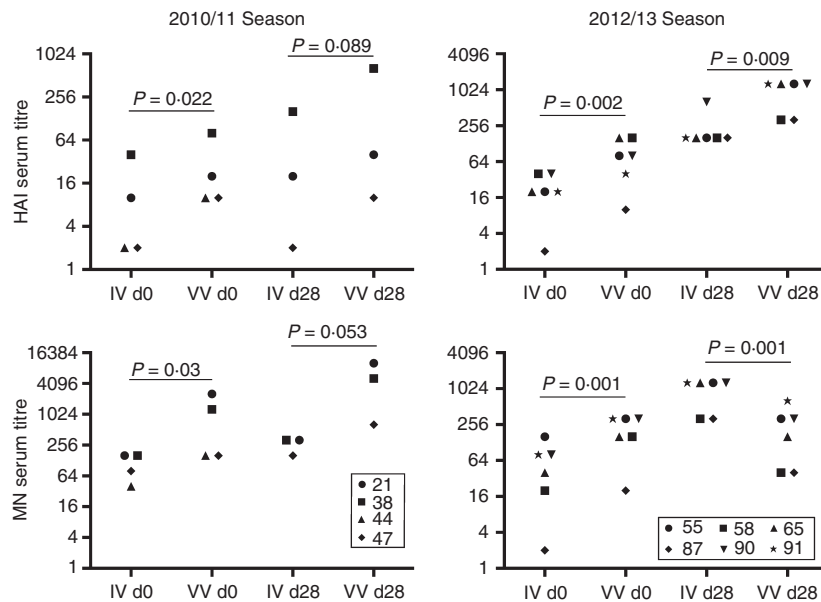 2010/11 Season
2012/13 Season
HAI serum titre
1024
256
64
16
4
1
P = 0·022
P = 0·089
IV d0 VV d0 IV d28 VV d28
4096
1024
256
64
16
4
1
P = 0·002
P = 0·009
IV d0 VV d0 IV d28 VV d28
MN serum titre
16384
4096
1024
256
64
16
4
1
P = 0·03
P = 0·053
21
38
44
47
IV d0 VV d0 IV d28 VV d28
4096
1024
256
64
16
4
1
P = 0·001
P = 0·001
55 58 65
87 90 91
IV d0 VV d0 IV d28 VV d28